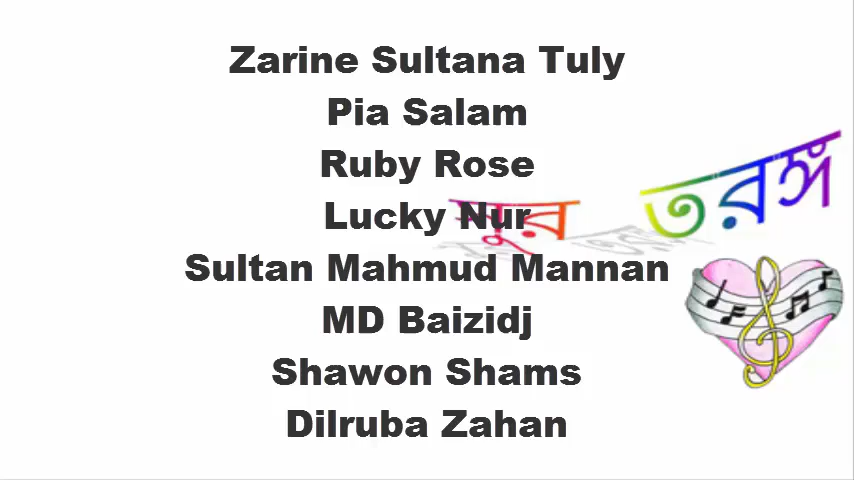 Zarine Sultana Tuly
Pia Salam
Ruby Rose
Lucky Nur
Sultan Mahmud Mannan
MD Baizidj
Shawon Shams
Dilruba Zahan
সুর তরঙ্গ